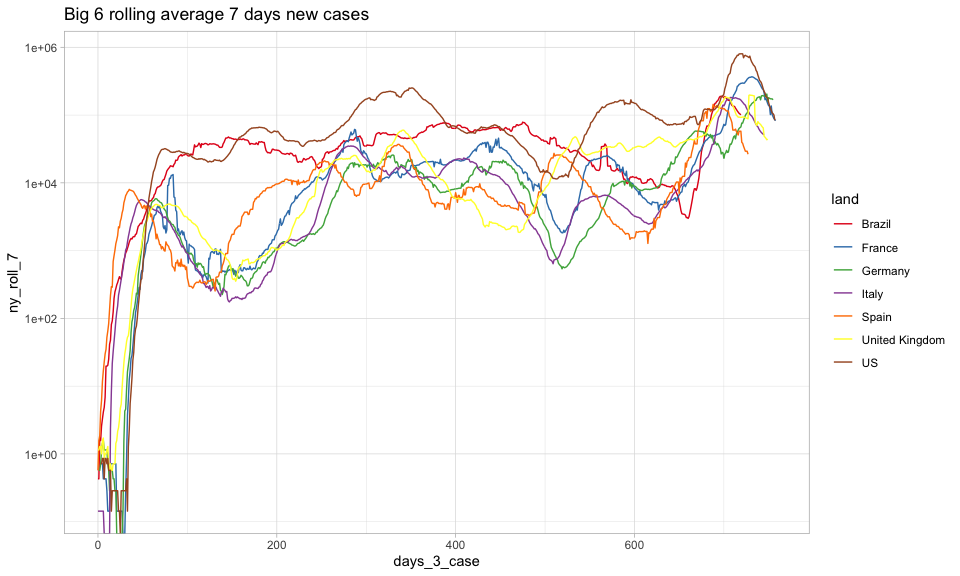 Big 6 rolling average 7 days new cases
1e+06
1e+04
1e+02
1e+00
ny_roll_7
0 200 400 600
days_3_case
land
Brazil
France
Germany
Italy
Spain
United Kingdom
US